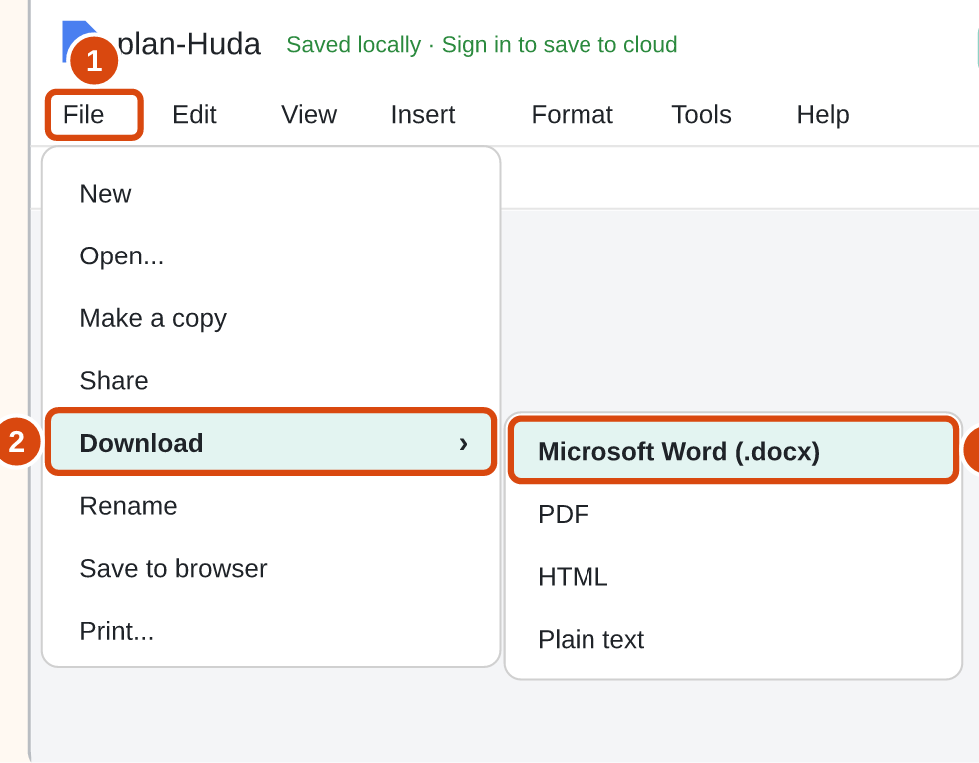 plan-Huda Saved locally · Sign in to save to cloud
1
File Edit View Insert Format Tools Help
New
Open...
Make a copy
Share
2 Download ›
Rename
Save to browser
Print...
Microsoft Word (.docx)
PDF
HTML
Plain text